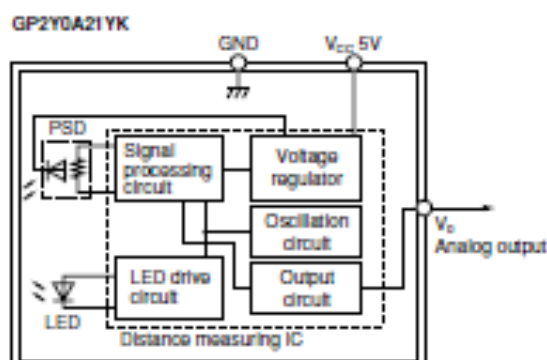 GP2Y0A21YK
GND
VCC 5V
PSD
Signal
processing
circuit
Voltage
regulator
Oscillation
circuit
VO
Analog output
LED drive
circuit
Output
circuit
LED
Distance measuring IC